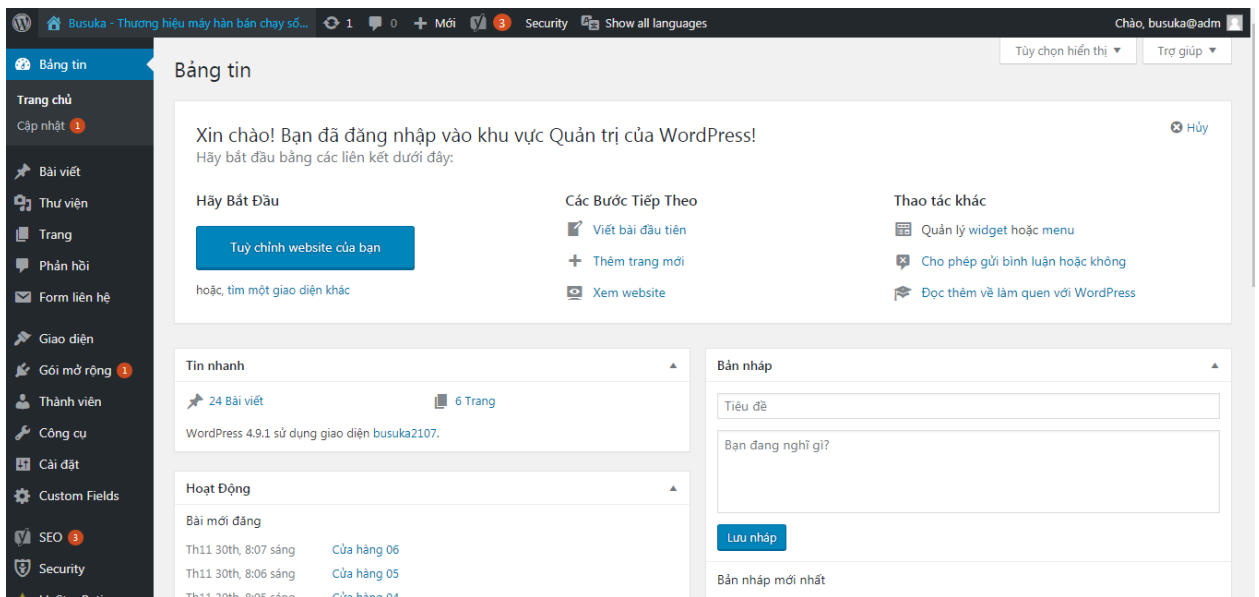 Busuka - Thương hiệu máy hàn bán chạy số... 1 0 Mới 3 Security Show all languages Chào, busuka@adm
Bảng tin
Trang chủ
Cập nhật 1
Bài viết
Thư viện
Trang
Phản hồi
Form liên hệ
Giao diện
Gói mở rộng 1
Thành viên
Công cụ
Cài đặt
Custom Fields
SEO 3
Security
Tùy chọn hiển thị Trợ giúp
Bảng tin
Xin chào! Bạn đã đăng nhập vào khu vực Quản trị của WordPress!
Hủy
Hãy bắt đầu bằng các liên kết dưới đây:
Hãy Bắt Đầu
Tuỳ chỉnh website của bạn
hoặc, tìm một giao diện khác
Các Bước Tiếp Theo
Viết bài đầu tiên
Thêm trang mới
Xem website
Thao tác khác
Quản lý widget hoặc menu
Cho phép gửi bình luận hoặc không
Đọc thêm về làm quen với WordPress
Tin nhanh
24 Bài viết 6 Trang
WordPress 4.9.1 sử dụng giao diện busuka2107.
Hoạt Động
Bài mới đăng
Th11 30th, 8:07 sáng Cửa hàng 06
Th11 30th, 8:06 sáng Cửa hàng 05
Th11 30th, 8:05 sáng Cửa hàng 04
Bản nháp
Tiêu đề
Bạn đang nghĩ gì?
Lưu nháp
Bản nháp mới nhất